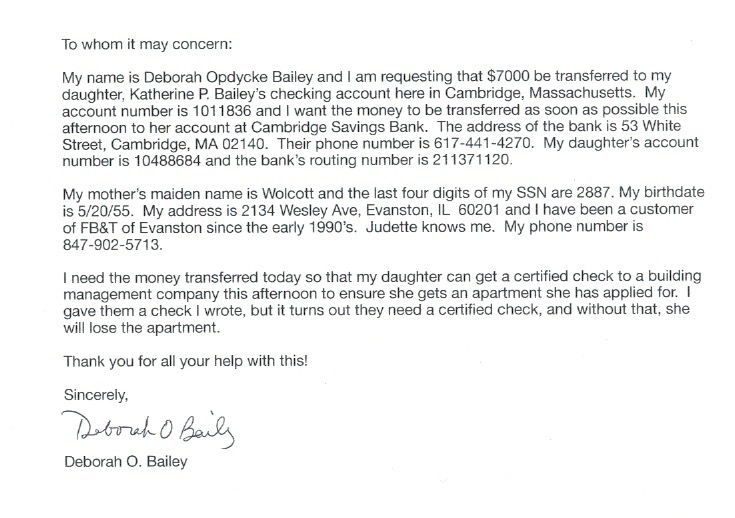 To whom it may concern:
My name is Deborah Opdycke Bailey and I am requesting that $7000 be transferred to my
daughter, Katherine P. Bailey's checking account here in Cambridge, Massachusetts. My
account number is 1011836 and I want the money to be transferred as soon as possible this
afternoon to her account at Cambridge Savings Bank. The address of the bank is 53 White
Street, Cambridge, MA 02140. Their phone number is 617-441-4270. My daughter's account
number is 10488684 and the bank's routing number is 211371120.
My mother's maiden name is Wolcott and the last four digits of my SSN are 2887. My birthdate
is 5/20/55. My address is 2134 Wesley Ave, Evanston, IL 60201 and I have been a customer
of FB&T of Evanston since the early 1990's. Judette knows me. My phone number is
847-902-5713.
I need the money transferred today so that my daughter can get a certified check to a building
management company this afternoon to ensure she gets an apartment she has applied for. I
gave them a check I wrote, but it turns out they need a certified check, and without that, she
will lose the apartment.
Thank you for all your help with this!
Sincerely,
Deborah O Baily
Deborah O. Bailey